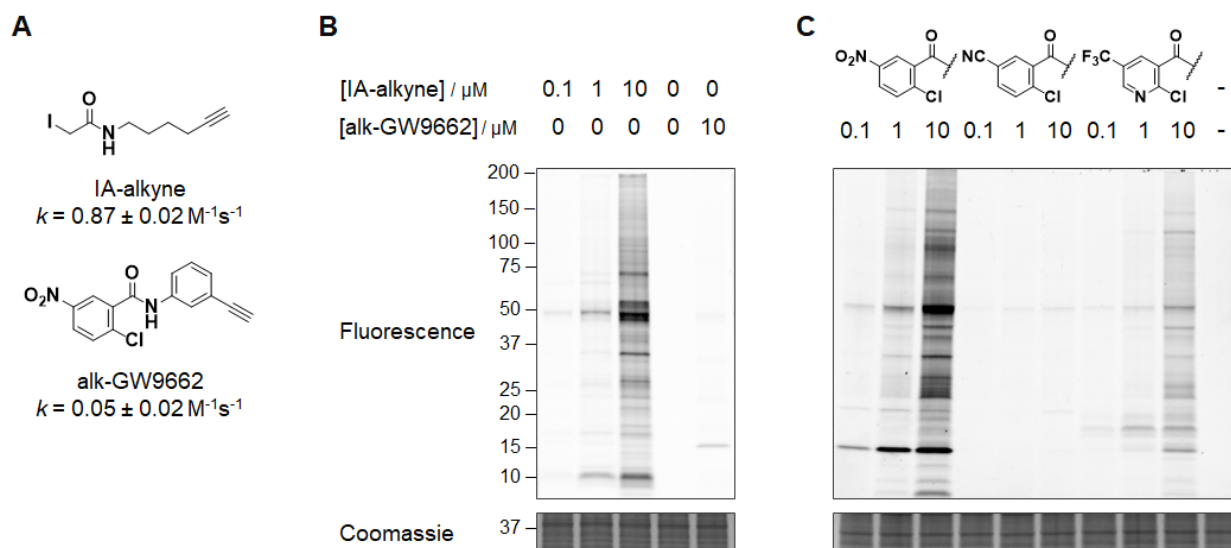 A
I
O
N
H
IA-alkyne
k = 0.87 ± 0.02 M⁻¹s⁻¹
O₂N
O
N
H
Cl
alk-GW9662
k = 0.05 ± 0.02 M⁻¹s⁻¹
B
[IA-alkyne] / µM 0.1 1 10 0 0
[alk-GW9662] / µM 0 0 0 0 10
200
150
100
75
50
Fluorescence
37
25
20
15
10
Coomassie 37
C
O₂N O Cl
NC O Cl
F₃C O N Cl
-
0.1 1 10 0.1 1 10 0.1 1 10 -